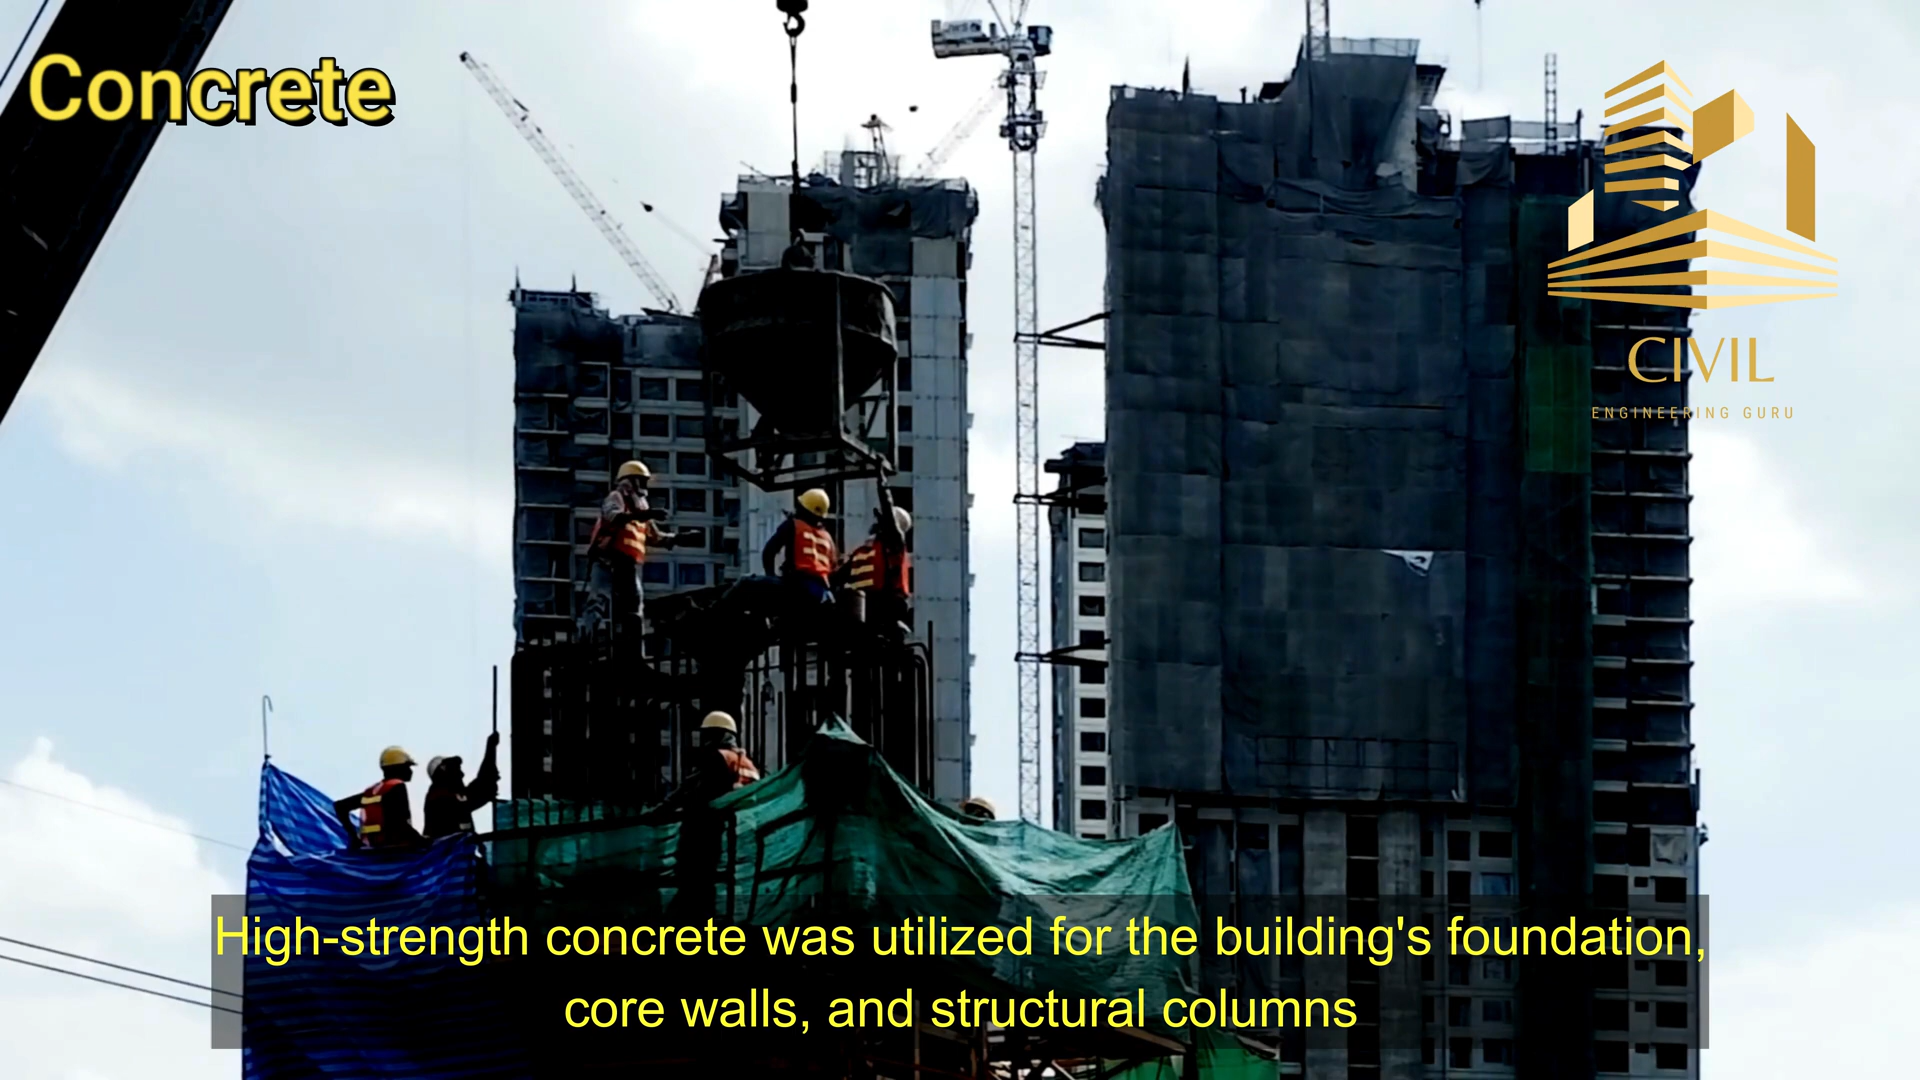 Concrete
CIVIL
ENGINEERING GURU
High-strength concrete was utilized for the building's foundation,
core walls, and structural columns